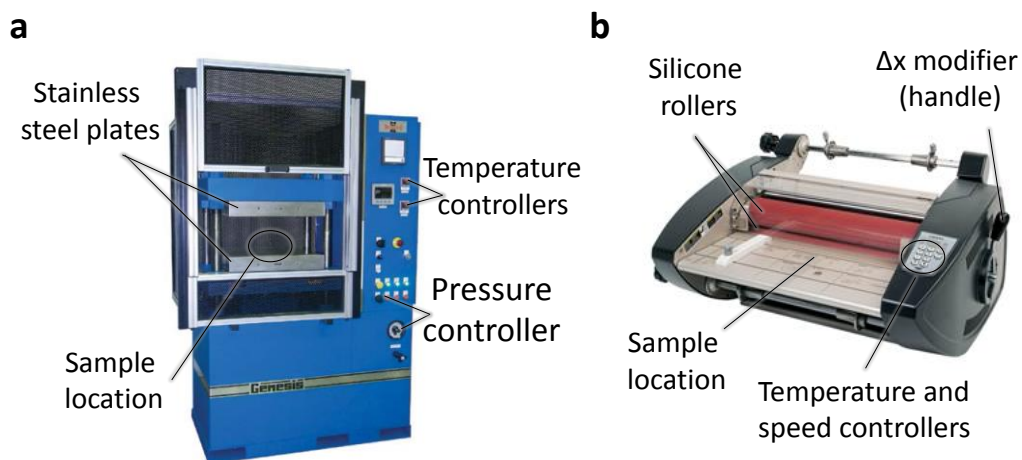 a
Stainless
steel plates
Temperature
controllers
Pressure
controller
Sample
location
Genesis
b
Silicone
rollers
Δx modifier
(handle)
Sample
location
Temperature and
speed controllers